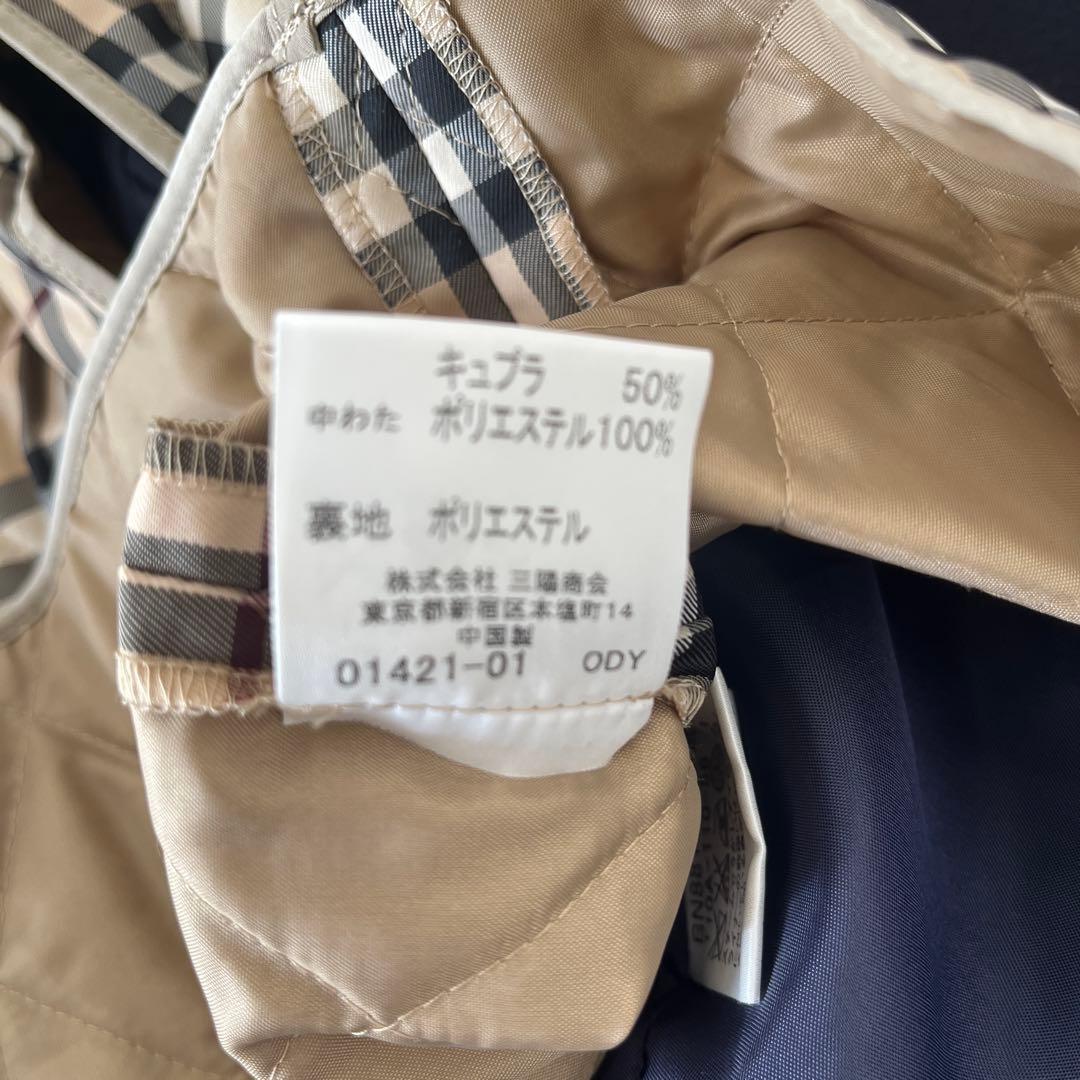 キュプラ 50%
中わた ポリエステル100%
裏地 ポリエステル
株式会社 三陽商会
東京都新宿区本塩町14
中国製
01421-01 ODY